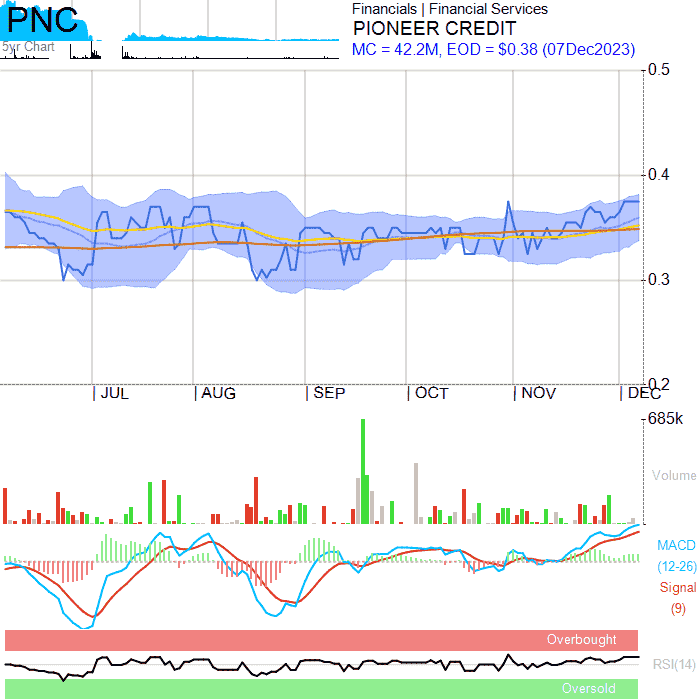 PNC
5yr Chart
Financials | Financial Services
PIONEER CREDIT
MC = 42.2M, EOD = $0.38 (07Dec2023)
0.5
0.4
0.3
0.2
JUL AUG SEP OCT NOV DEC
685k
Volume
MACD
(12-26)
Signal
(9)
Overbought
RSI(14)
Oversold